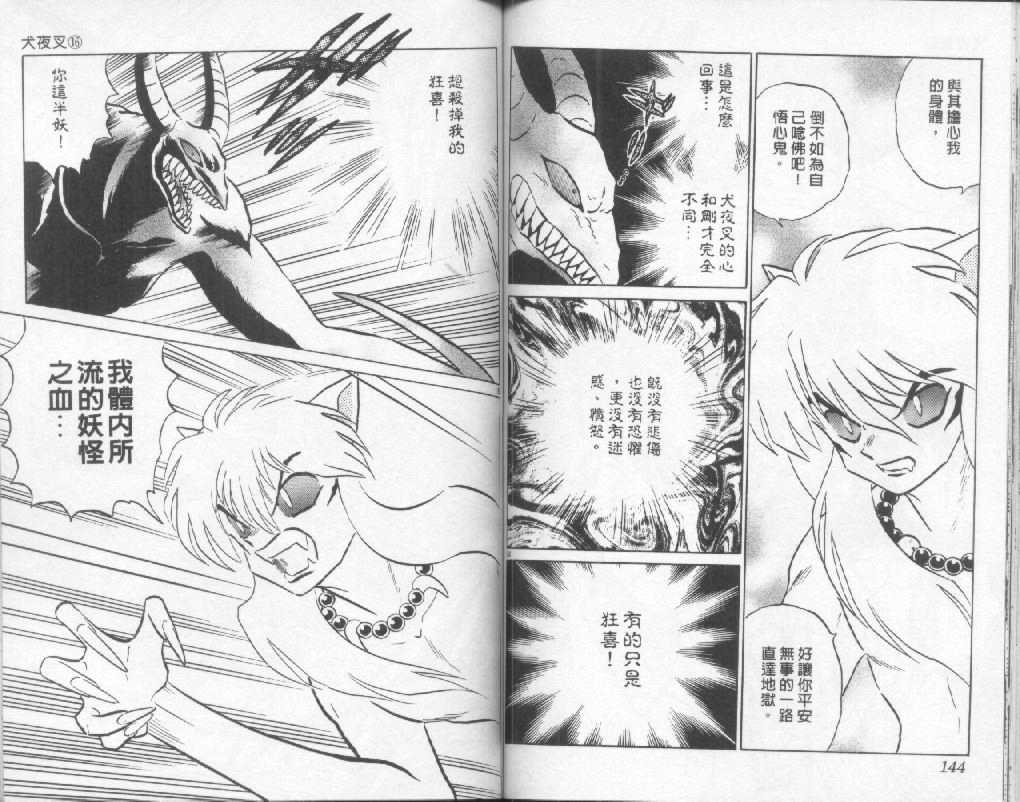 與其擔心我
的身體，
倒不如為自
己唸佛吧！
悟心鬼。
好讓你平安
無事的一路
直達地獄。
這是怎麼
回事…
犬夜叉的心
和剛才完全
不同…
既沒有悲傷
也沒有恐懼
，更沒有迷
惑、憤怒。
有的只是
狂喜！
144
犬夜叉⑯
想殺掉我的
狂喜！
你這半妖！
我體內所
流的妖怪
之血…